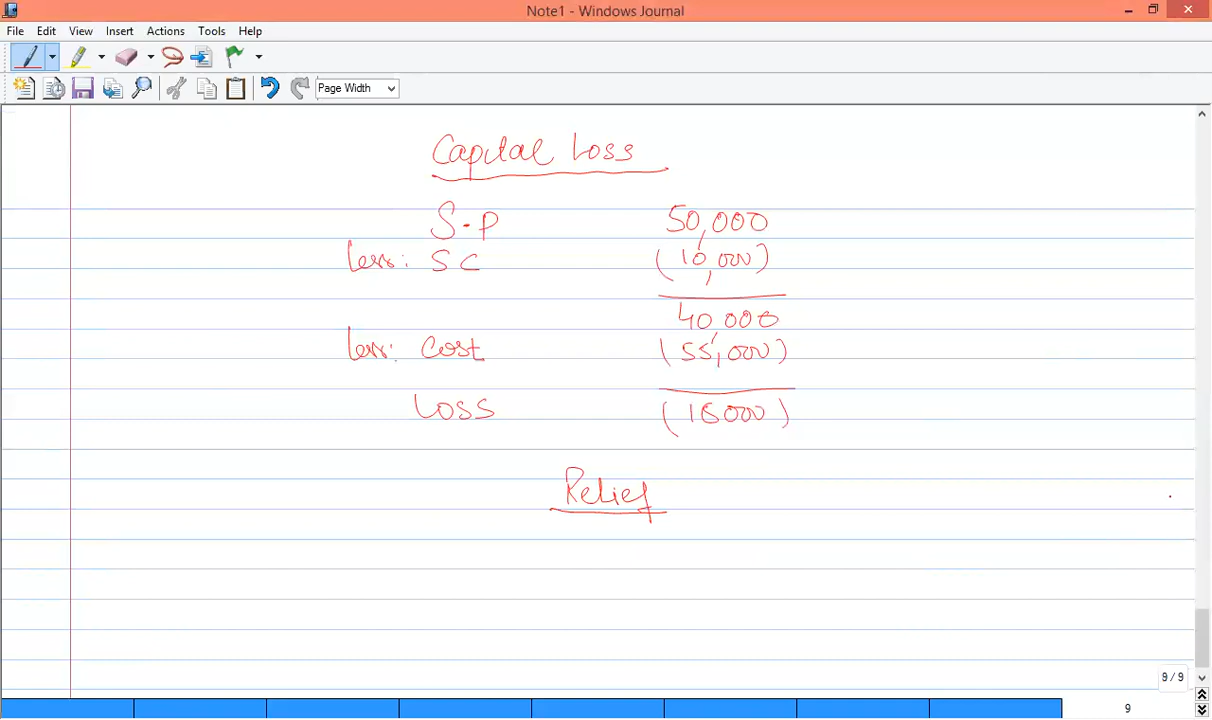 Note1 - Windows Journal
File Edit View Insert Actions Tools Help
Page Width
Capital Loss
S.P 50,000
less: SC (10,000)
40,000
less: Cost (55,000)
Loss (15000)
Relief
9 / 9
9